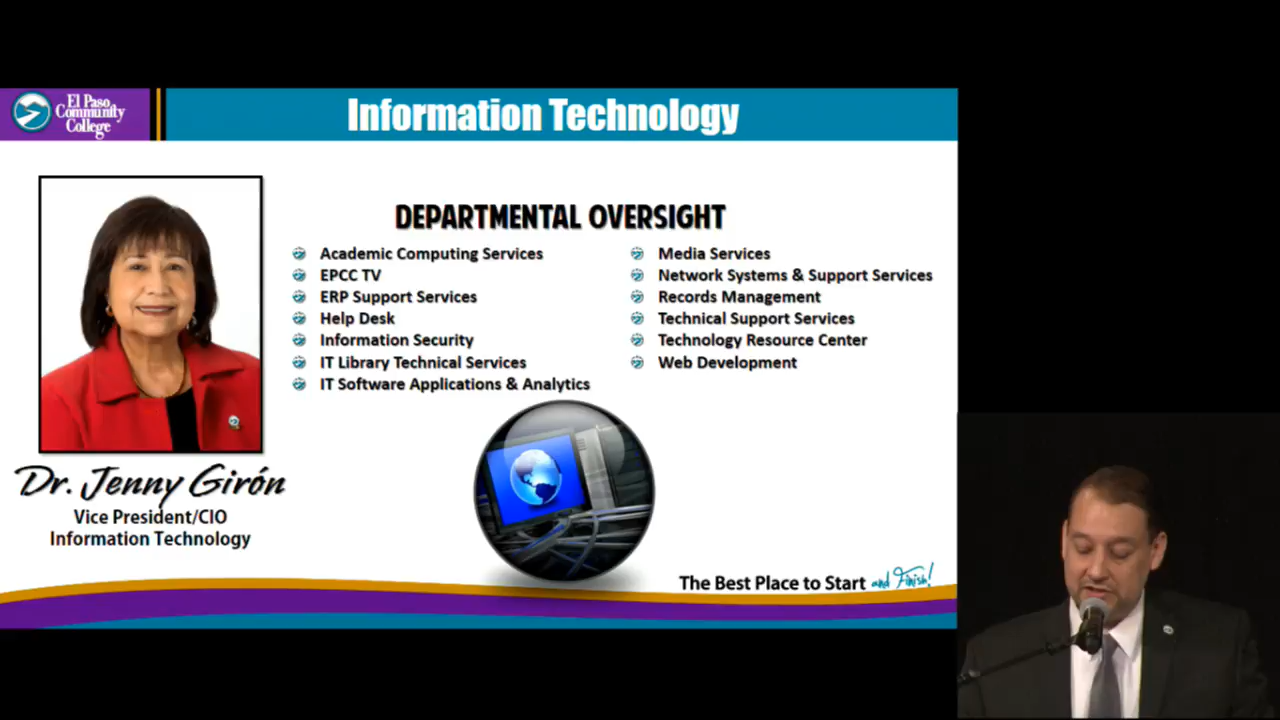 El Paso
Community
College
Information Technology
DEPARTMENTAL OVERSIGHT
Academic Computing Services
EPCC TV
ERP Support Services
Help Desk
Information Security
IT Library Technical Services
IT Software Applications & Analytics
Media Services
Network Systems & Support Services
Records Management
Technical Support Services
Technology Resource Center
Web Development
Dr. Jenny Girón
Vice President/CIO
Information Technology
The Best Place to Start and Finish!